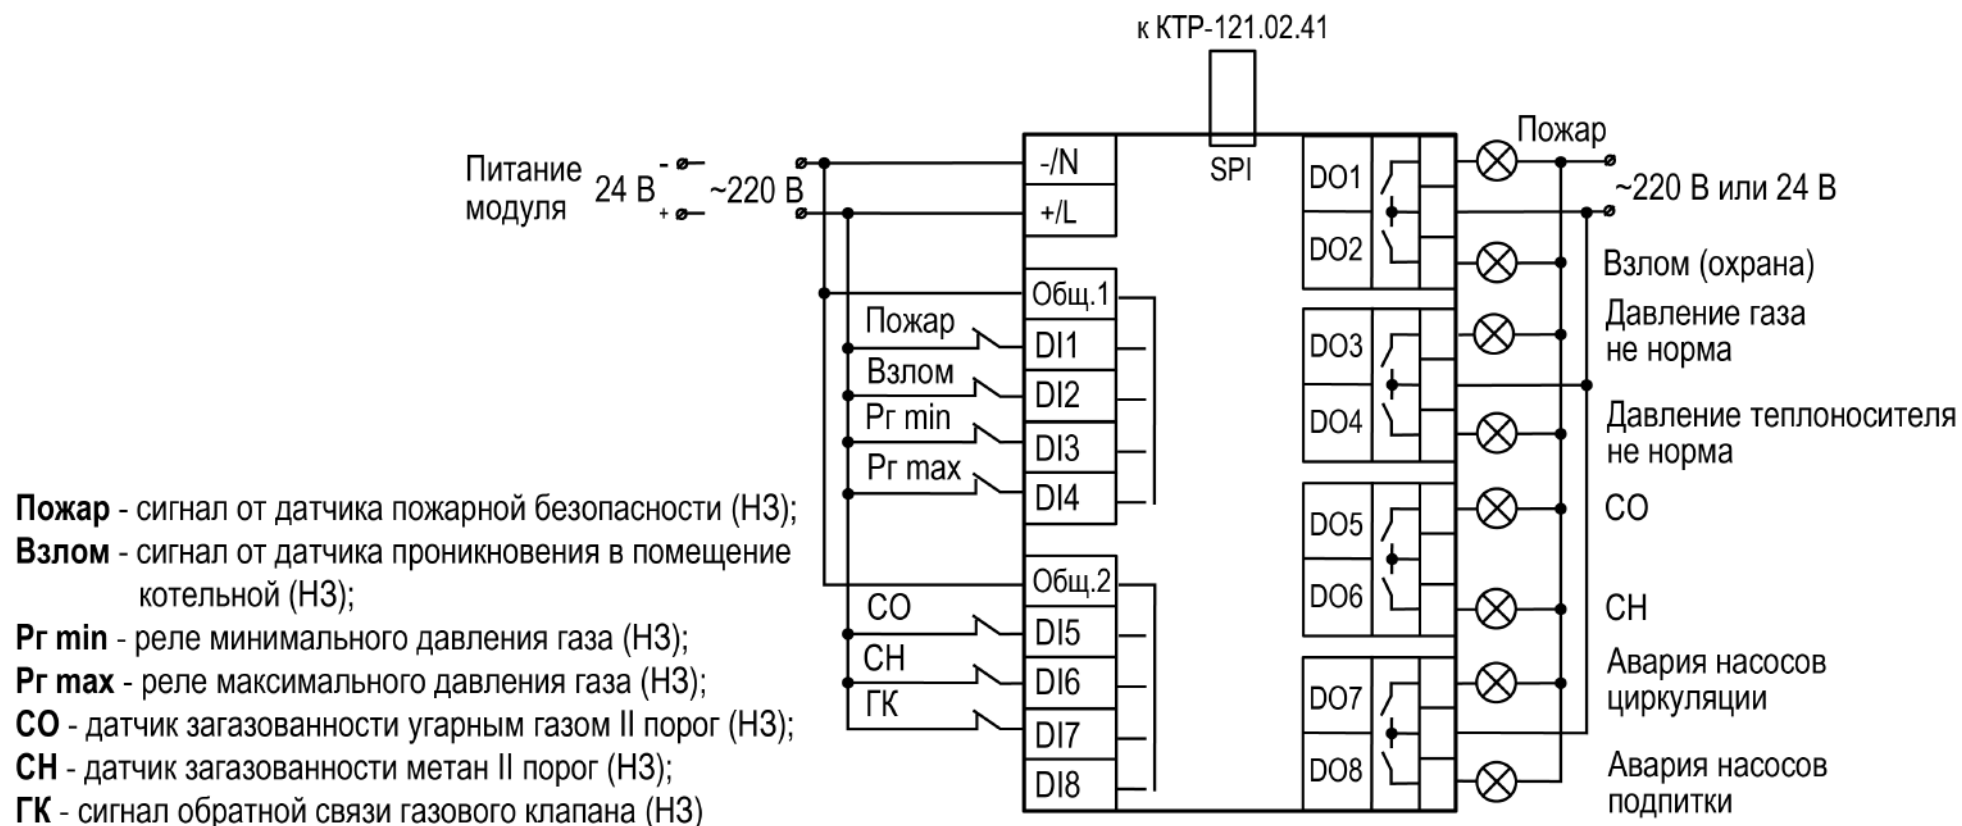 к КТР-121.02.41
SPI
Питание
модуля
24 В
-
+
~220 В
-/N
+/L
Общ.1
Пожар
DI1
Взлом
DI2
Рг min
DI3
Рг max
DI4
Общ.2
СО
DI5
СН
DI6
ГК
DI7
DI8
DO1
DO2
DO3
DO4
DO5
DO6
DO7
DO8
Пожар
~220 В или 24 В
Взлом (охрана)
Давление газа
не норма
Давление теплоносителя
не норма
СО
СН
Авария насосов
циркуляции
Авария насосов
подпитки
Пожар - сигнал от датчика пожарной безопасности (НЗ);
Взлом - сигнал от датчика проникновения в помещение
котельной (НЗ);
Рг min - реле минимального давления газа (НЗ);
Рг max - реле максимального давления газа (НЗ);
СО - датчик загазованности угарным газом II порог (НЗ);
СН - датчик загазованности метан II порог (НЗ);
ГК - сигнал обратной связи газового клапана (НЗ)